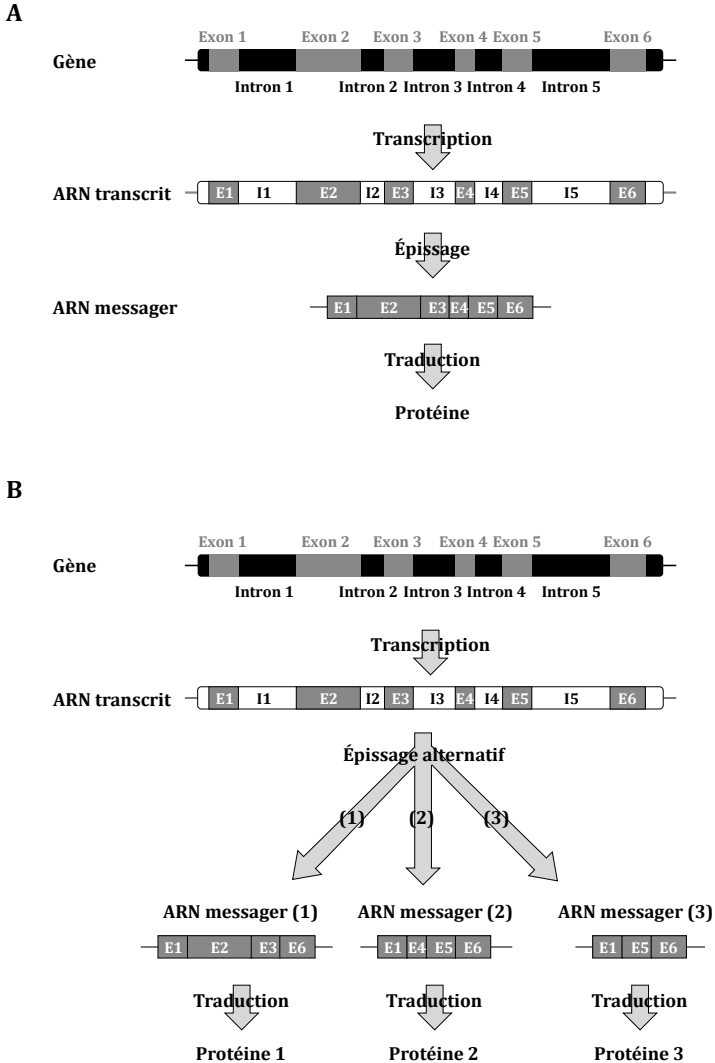 A
Exon 1 Exon 2 Exon 3 Exon 4 Exon 5 Exon 6
Gène
Intron 1 Intron 2 Intron 3 Intron 4 Intron 5
Transcription
ARN transcrit E1 I1 E2 I2 E3 I3 E4 I4 E5 I5 E6
Épissage
ARN messager E1 E2 E3 E4 E5 E6
Traduction
Protéine
B
Exon 1 Exon 2 Exon 3 Exon 4 Exon 5 Exon 6
Gène
Intron 1 Intron 2 Intron 3 Intron 4 Intron 5
Transcription
ARN transcrit E1 I1 E2 I2 E3 I3 E4 I4 E5 I5 E6
Épissage alternatif
(1) (2) (3)
ARN messager (1) ARN messager (2) ARN messager (3)
E1 E2 E3 E6 E1 E4 E5 E6 E1 E5 E6
Traduction Traduction Traduction
Protéine 1 Protéine 2 Protéine 3